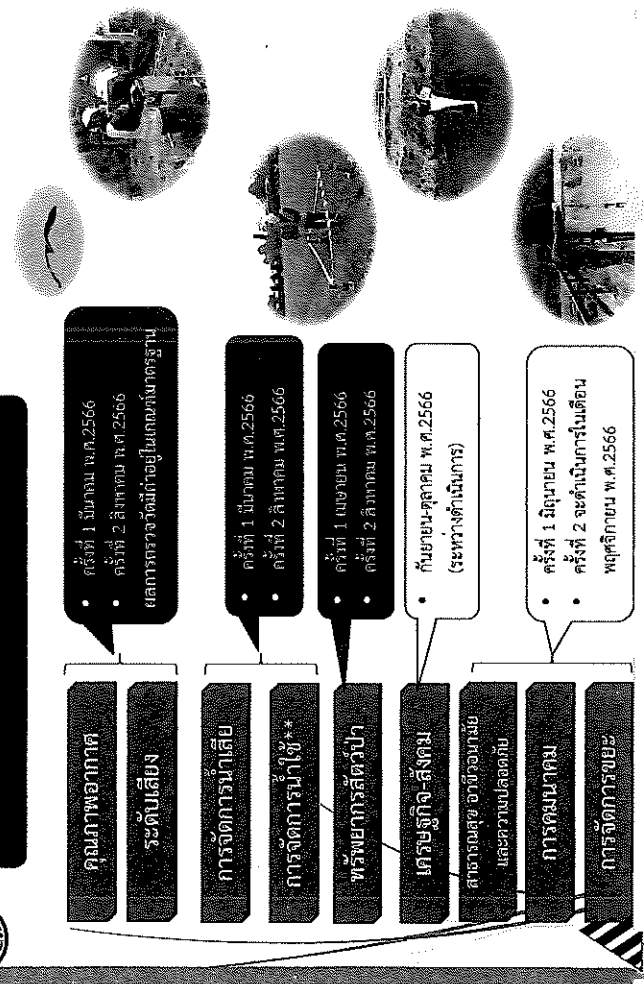 คุณภาพอากาศ
ระดับเสียง
• ครั้งที่ 1 มีนาคม พ.ศ.2566
• ครั้งที่ 2 สิงหาคม พ.ศ.2566
ผลการตรวจวัดมีค่าอยู่ในเกณฑ์มาตรฐาน
การจัดการน้ำเสีย
การจัดการน้ำใช้**
• ครั้งที่ 1 มีนาคม พ.ศ.2566
• ครั้งที่ 2 สิงหาคม พ.ศ.2566
ทรัพยากรสัตว์ป่า
• ครั้งที่ 1 เมษายน พ.ศ.2566
• ครั้งที่ 2 สิงหาคม พ.ศ.2566
เศรษฐกิจ-สังคม
• กันยายน-ตุลาคม พ.ศ.2566
(ระหว่างดำเนินการ)
สาธารณสุข อาชีวอนามัย
และความปลอดภัย
การคมนาคม
การจัดการขยะ
• ครั้งที่ 1 มิถุนายน พ.ศ.2566
• ครั้งที่ 2 จะดำเนินการในเดือน
พฤศจิกายน พ.ศ.2566